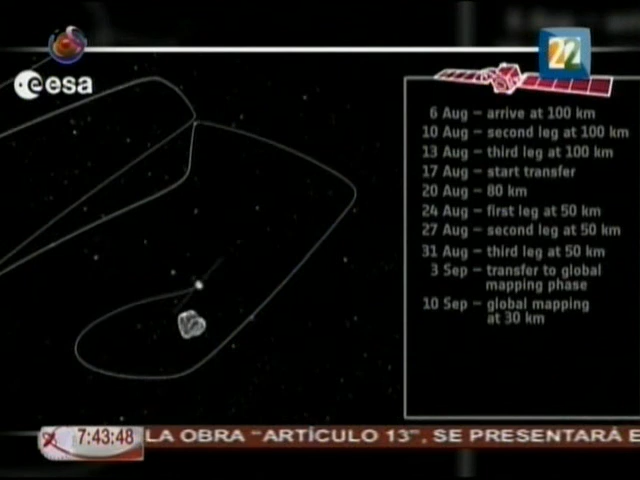 22
esa
6 Aug – arrive at 100 km
10 Aug – second leg at 100 km
13 Aug – third leg at 100 km
17 Aug – start transfer
20 Aug – 80 km
24 Aug – first leg at 50 km
27 Aug – second leg at 50 km
31 Aug – third leg at 50 km
3 Sep – transfer to global
mapping phase
10 Sep – global mapping
at 30 km
7:43:48 LA OBRA "ARTÍCULO 13", SE PRESENTARÁ E